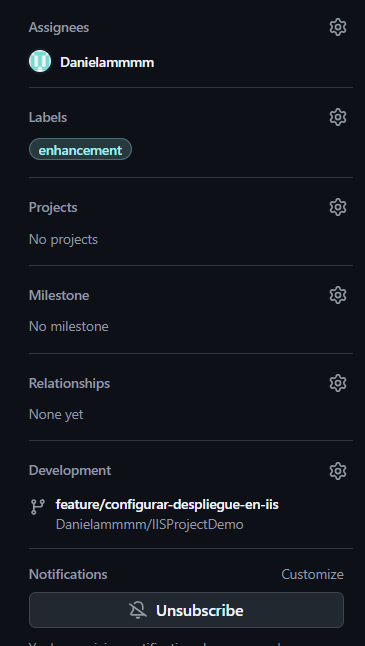 Assignees
Danielammmm
Labels
enhancement
Projects
No projects
Milestone
No milestone
Relationships
None yet
Development
feature/configurar-despliegue-en-iis
Danielammmm/IISProjectDemo
Notifications Customize
Unsubscribe